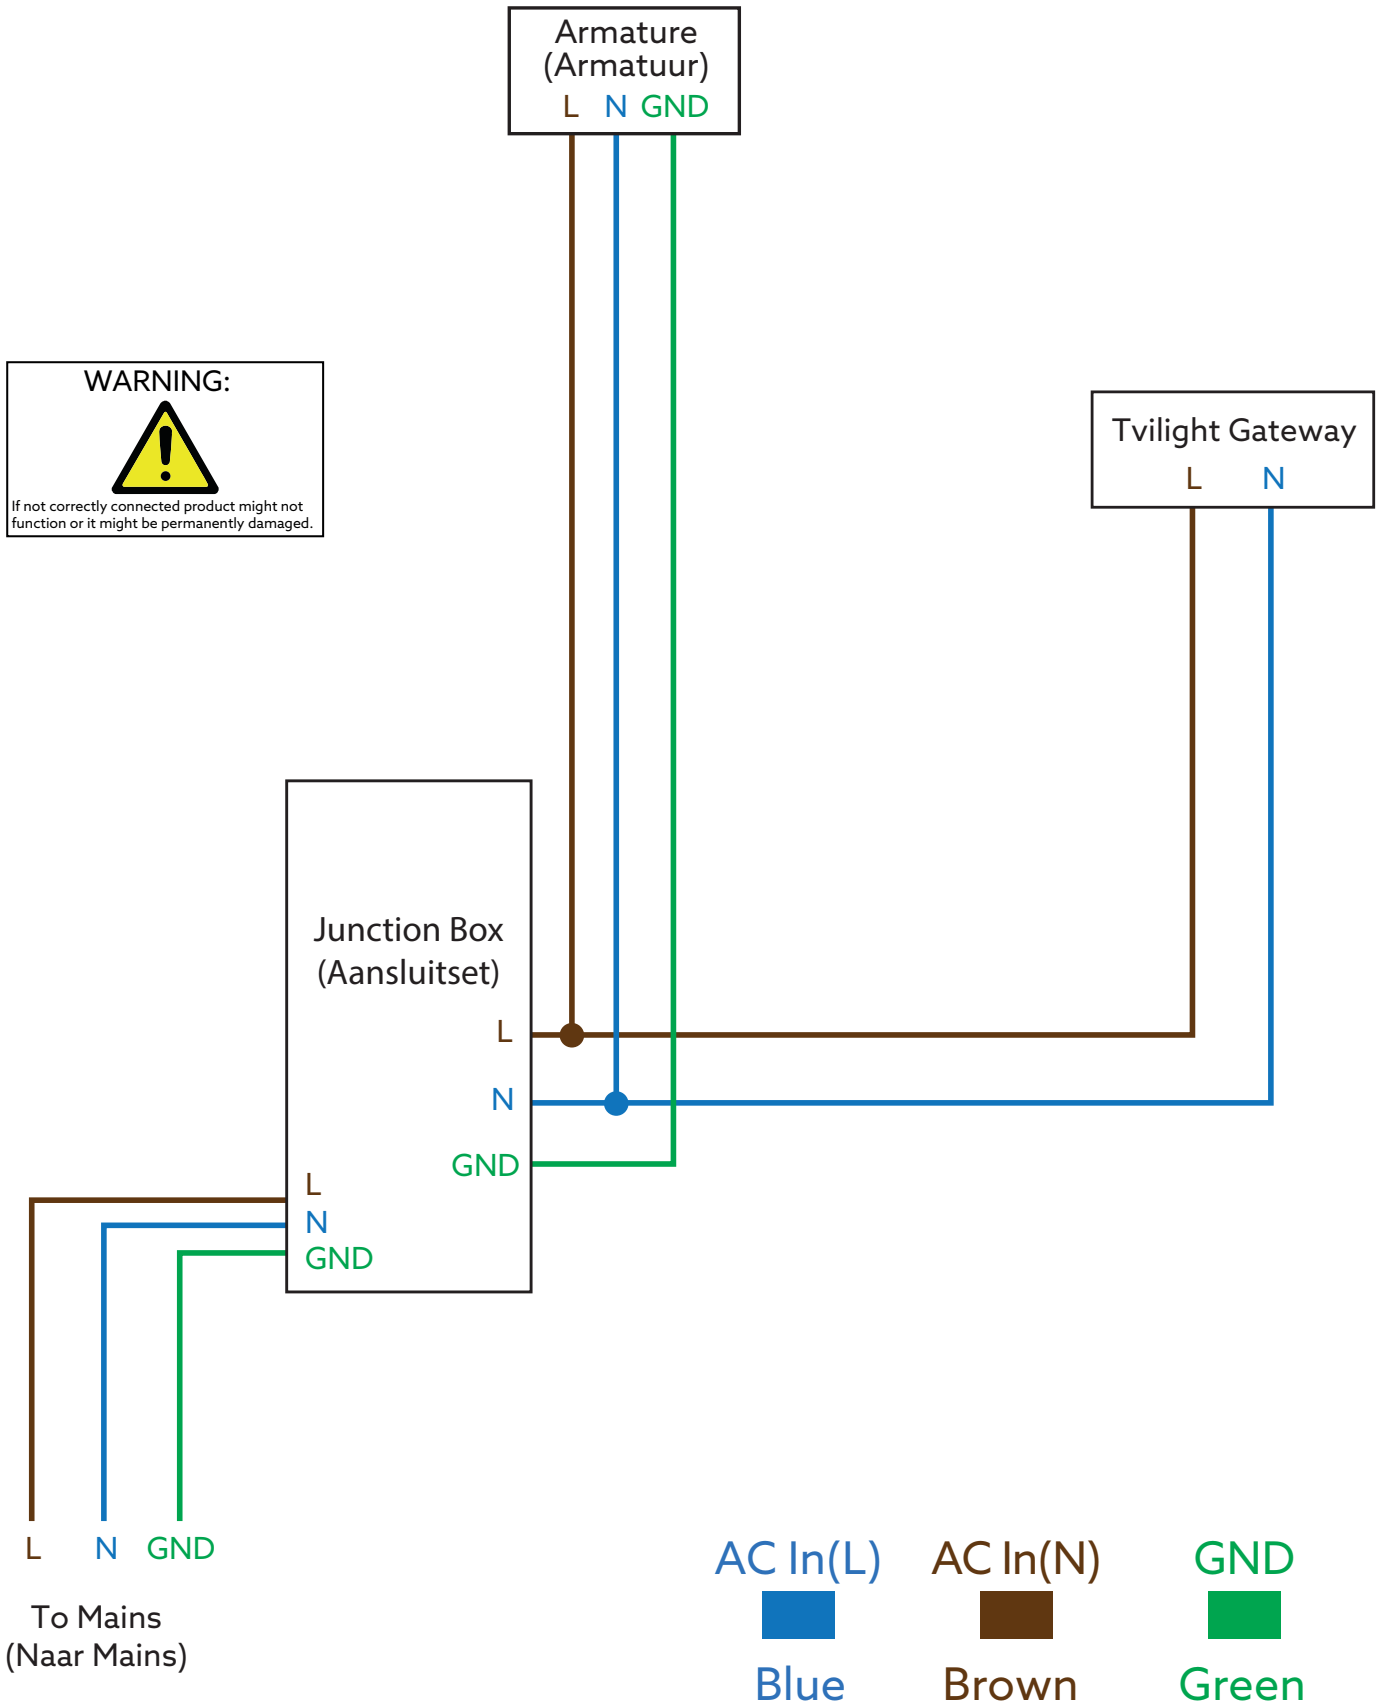 Armature
(Armatuur)
L N GND
WARNING:
If not correctly connected product might not
function or it might be permanently damaged.
Tvilight Gateway
L N
Junction Box
(Aansluitset)
L
N
GND
L
N
GND
L N GND
To Mains
(Naar Mains)
AC In(L) AC In(N) GND
Blue Brown Green